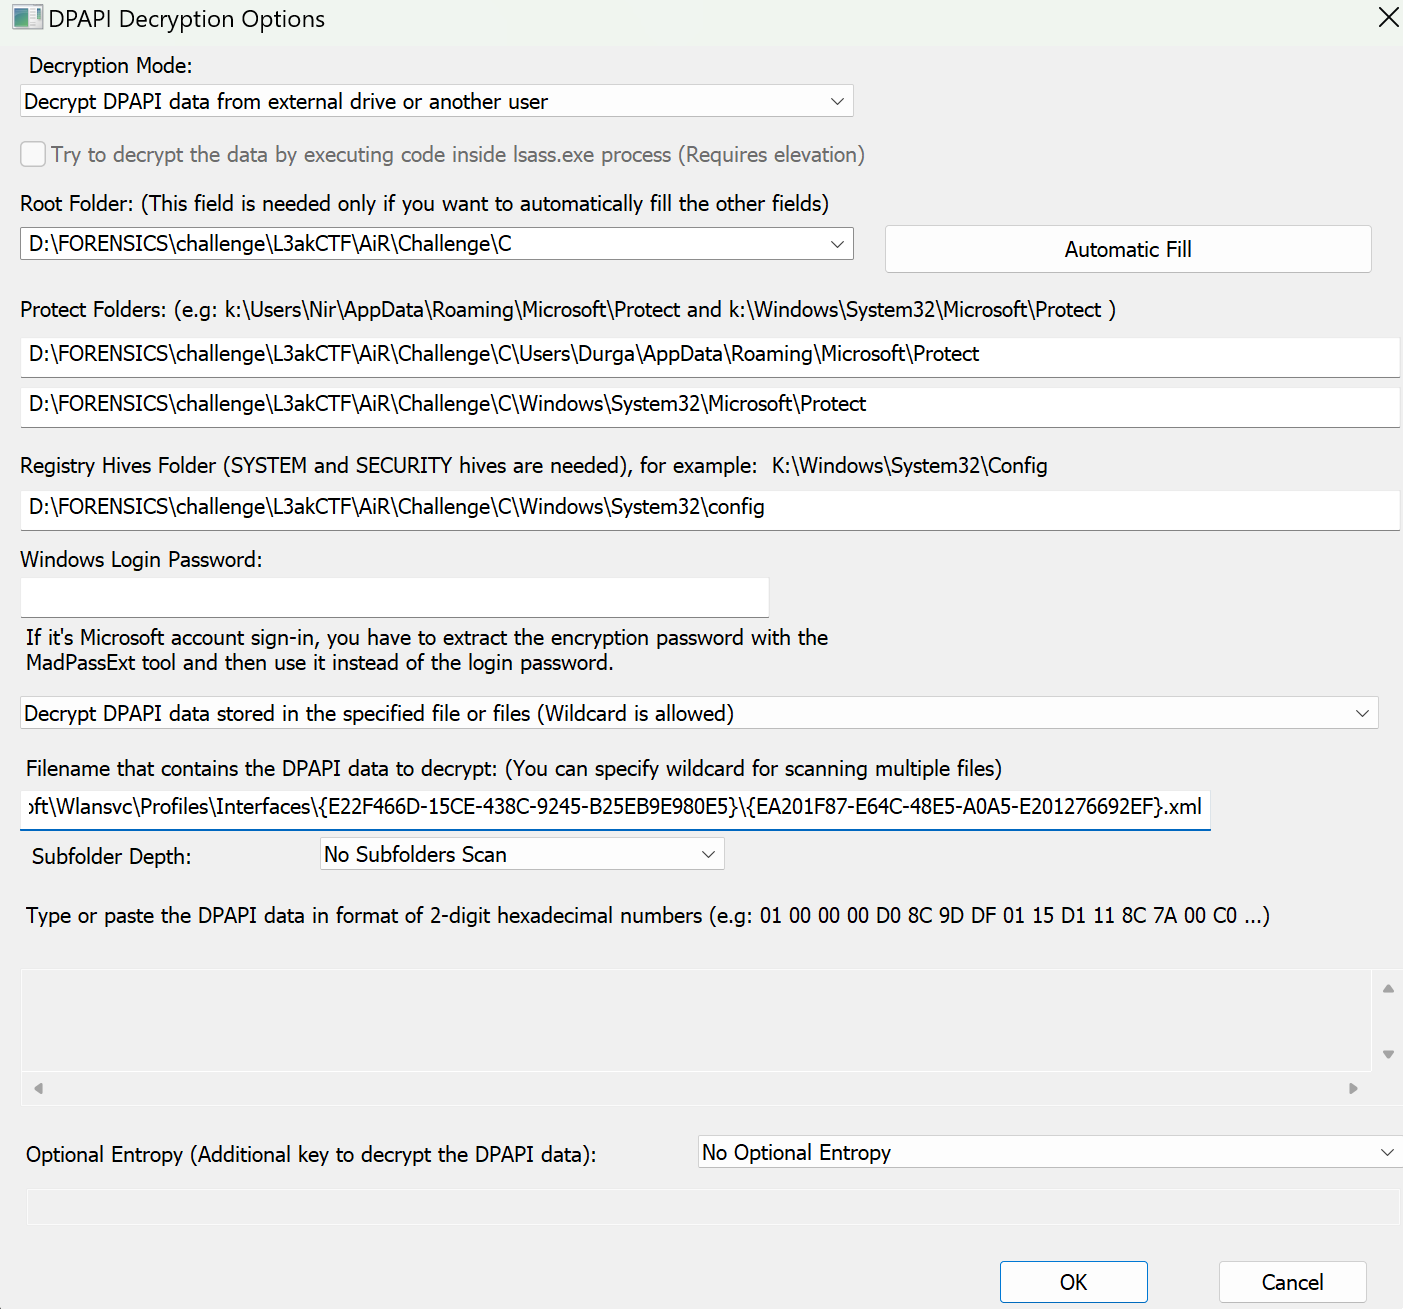 DPAPI Decryption Options
Decryption Mode:
Decrypt DPAPI data from external drive or another user
Try to decrypt the data by executing code inside lsass.exe process (Requires elevation)
Root Folder: (This field is needed only if you want to automatically fill the other fields)
D:\FORENSICS\challenge\L3akCTF\AiR\Challenge\C
Automatic Fill
Protect Folders: (e.g: k:\Users\Nir\AppData\Roaming\Microsoft\Protect and k:\Windows\System32\Microsoft\Protect )
D:\FORENSICS\challenge\L3akCTF\AiR\Challenge\C\Users\Durga\AppData\Roaming\Microsoft\Protect
D:\FORENSICS\challenge\L3akCTF\AiR\Challenge\C\Windows\System32\Microsoft\Protect
Registry Hives Folder (SYSTEM and SECURITY hives are needed), for example:  K:\Windows\System32\Config
D:\FORENSICS\challenge\L3akCTF\AiR\Challenge\C\Windows\System32\config
Windows Login Password:
If it's Microsoft account sign-in, you have to extract the encryption password with the
MadPassExt tool and then use it instead of the login password.
Decrypt DPAPI data stored in the specified file or files (Wildcard is allowed)
Filename that contains the DPAPI data to decrypt: (You can specify wildcard for scanning multiple files)
oft\Wlansvc\Profiles\Interfaces\{E22F466D-15CE-438C-9245-B25EB9E980E5}\{EA201F87-E64C-48E5-A0A5-E201276692EF}.xml
Subfolder Depth:
No Subfolders Scan
Type or paste the DPAPI data in format of 2-digit hexadecimal numbers (e.g: 01 00 00 00 D0 8C 9D DF 01 15 D1 11 8C 7A 00 C0 ...)
Optional Entropy (Additional key to decrypt the DPAPI data):
No Optional Entropy
OK
Cancel